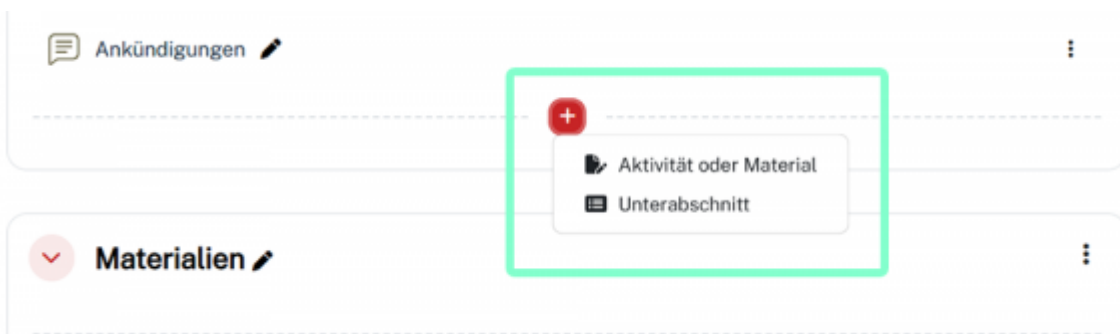 Ankündigungen
Aktivität oder Material
Unterabschnitt
Materialien